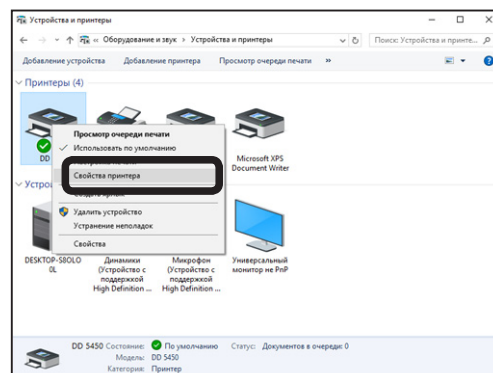 Устройства и принтеры
« Оборудование и звук > Устройства и принтеры
Поиск: Устройства и принте...
Добавление устройства Добавление принтера Просмотр очереди печати »
Принтеры (4)
Просмотр очереди печати
Использовать по умолчанию
Свойства принтера
Удалить устройство
Устранение неполадок
Свойства
DD
Microsoft XPS
Document Writer
Устро
DESKTOP-S8OLO
0L
Динамики
(Устройство с
поддержкой
High Definition ...
Микрофон
(Устройство с
поддержкой
High Definition ...
Универсальный
монитор не PnP
DD 5450 Состояние: По умолчанию Статус: Документов в очереди: 0
Модель: DD 5450
Категория: Принтер